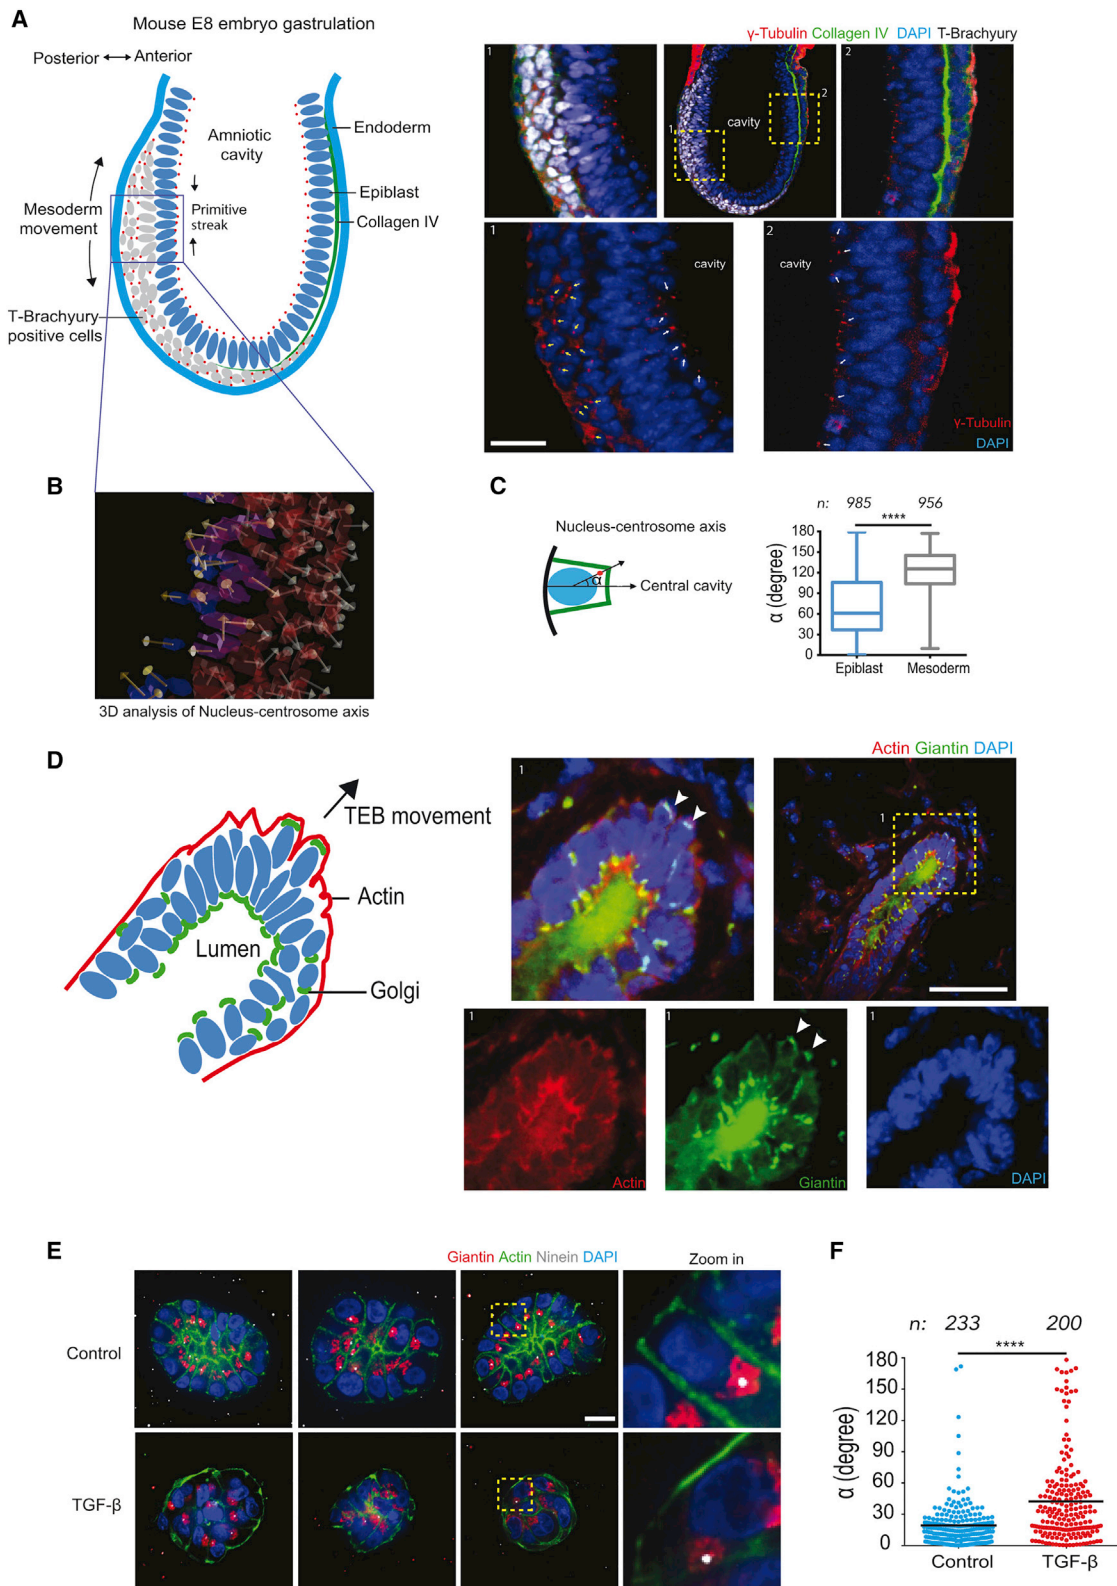 A
Mouse E8 embryo gastrulation
Posterior ↔ Anterior
Amniotic
cavity
Endoderm
Epiblast
Collagen IV
Mesoderm
movement
Primitive
streak
T-Brachyury
positive cells
γ-Tubulin Collagen IV DAPI T-Brachyury
1
cavity
1
2
2
1
cavity
2
cavity
γ-Tubulin
DAPI
B
3D analysis of Nucleus-centrosome axis
C
Nucleus-centrosome axis
α
Central cavity
n: 985 956
****
α (degree)
180
150
120
90
60
30
0
Epiblast Mesoderm
D
TEB movement
Actin
Lumen
Golgi
Actin Giantin DAPI
1
1
1
Actin
1
Giantin
1
DAPI
E
Giantin Actin Ninein DAPI
Zoom in
Control
TGF-β
F
n: 233 200
****
α (degree)
180
150
120
90
60
30
0
Control TGF-β